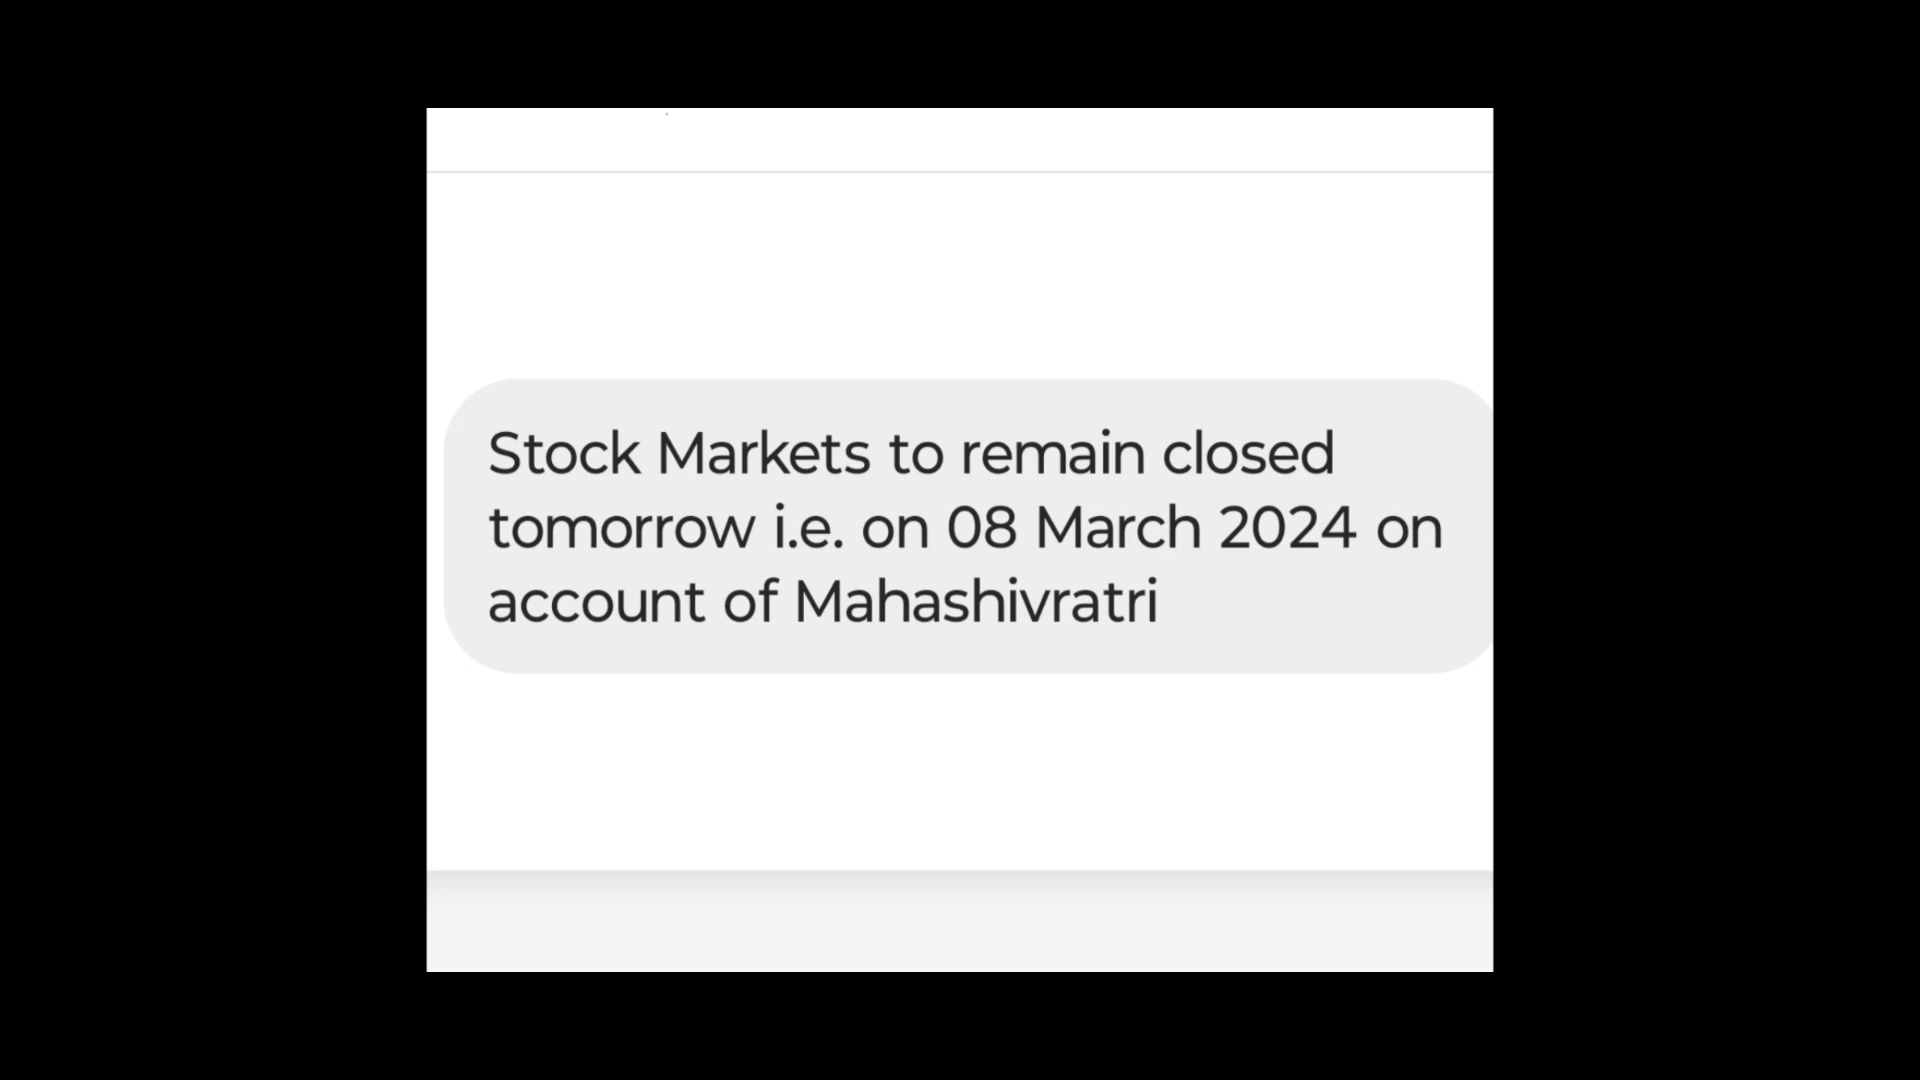 Stock Markets to remain closed
tomorrow i.e. on 08 March 2024 on
account of Mahashivratri